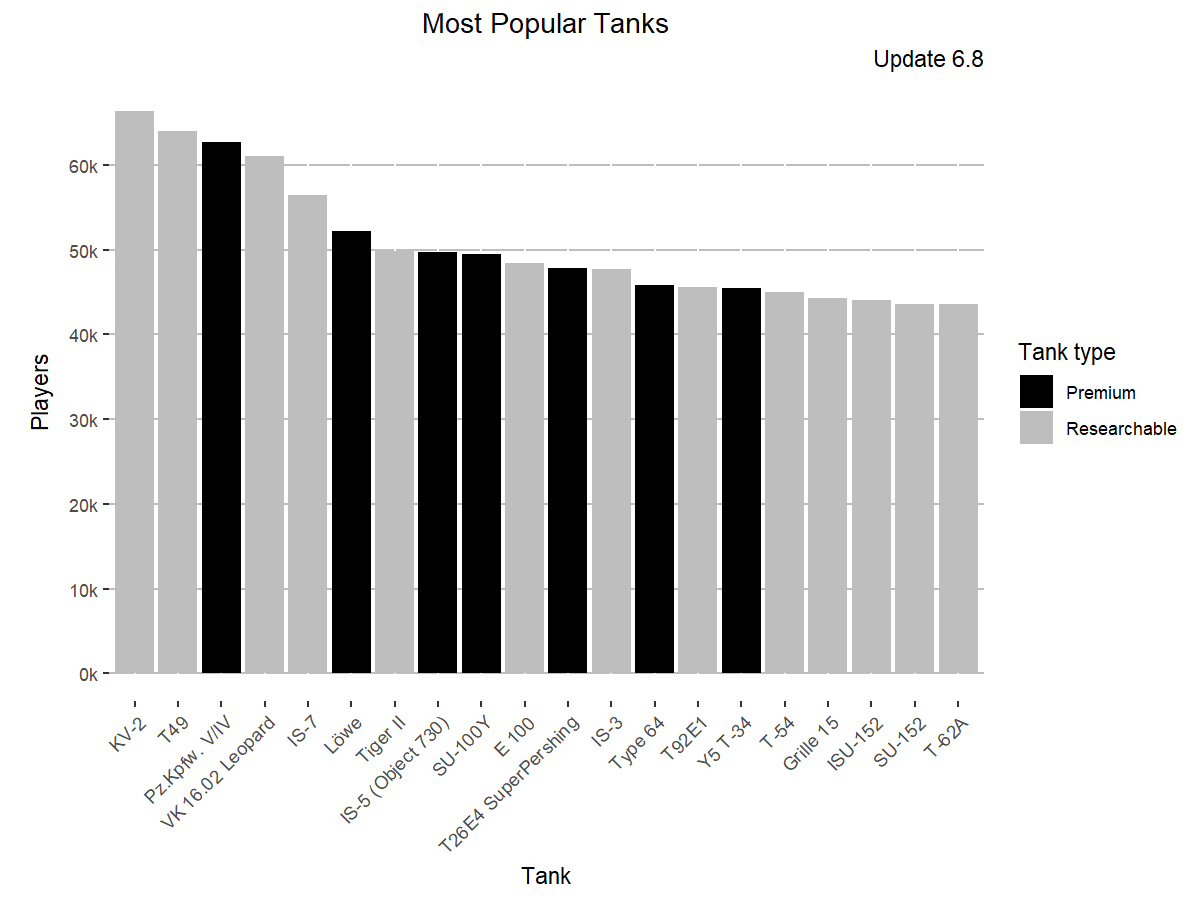 Most Popular Tanks
Update 6.8
60k
50k
40k
30k
20k
10k
0k
Players
KV-2
T49
Pz.Kpfw. V/IV
VK 16.02 Leopard
IS-7
Löwe
Tiger II
IS-5 (Object 730)
SU-100Y
E 100
T26E4 SuperPershing
IS-3
Type 64
T92E1
Y5 T-34
T-54
Grille 15
ISU-152
SU-152
T-62A
Tank
Tank type
Premium
Researchable